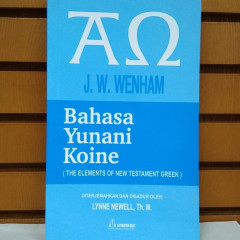 ΑΩ
J. W. WENHAM
Bahasa
Yunani
Koine
( THE ELEMENTS OF NEW TESTAMENT GREEK )
DITERJEMAHKAN DAN DISADUR OLEH:
LYNNE NEWELL, Th. M.